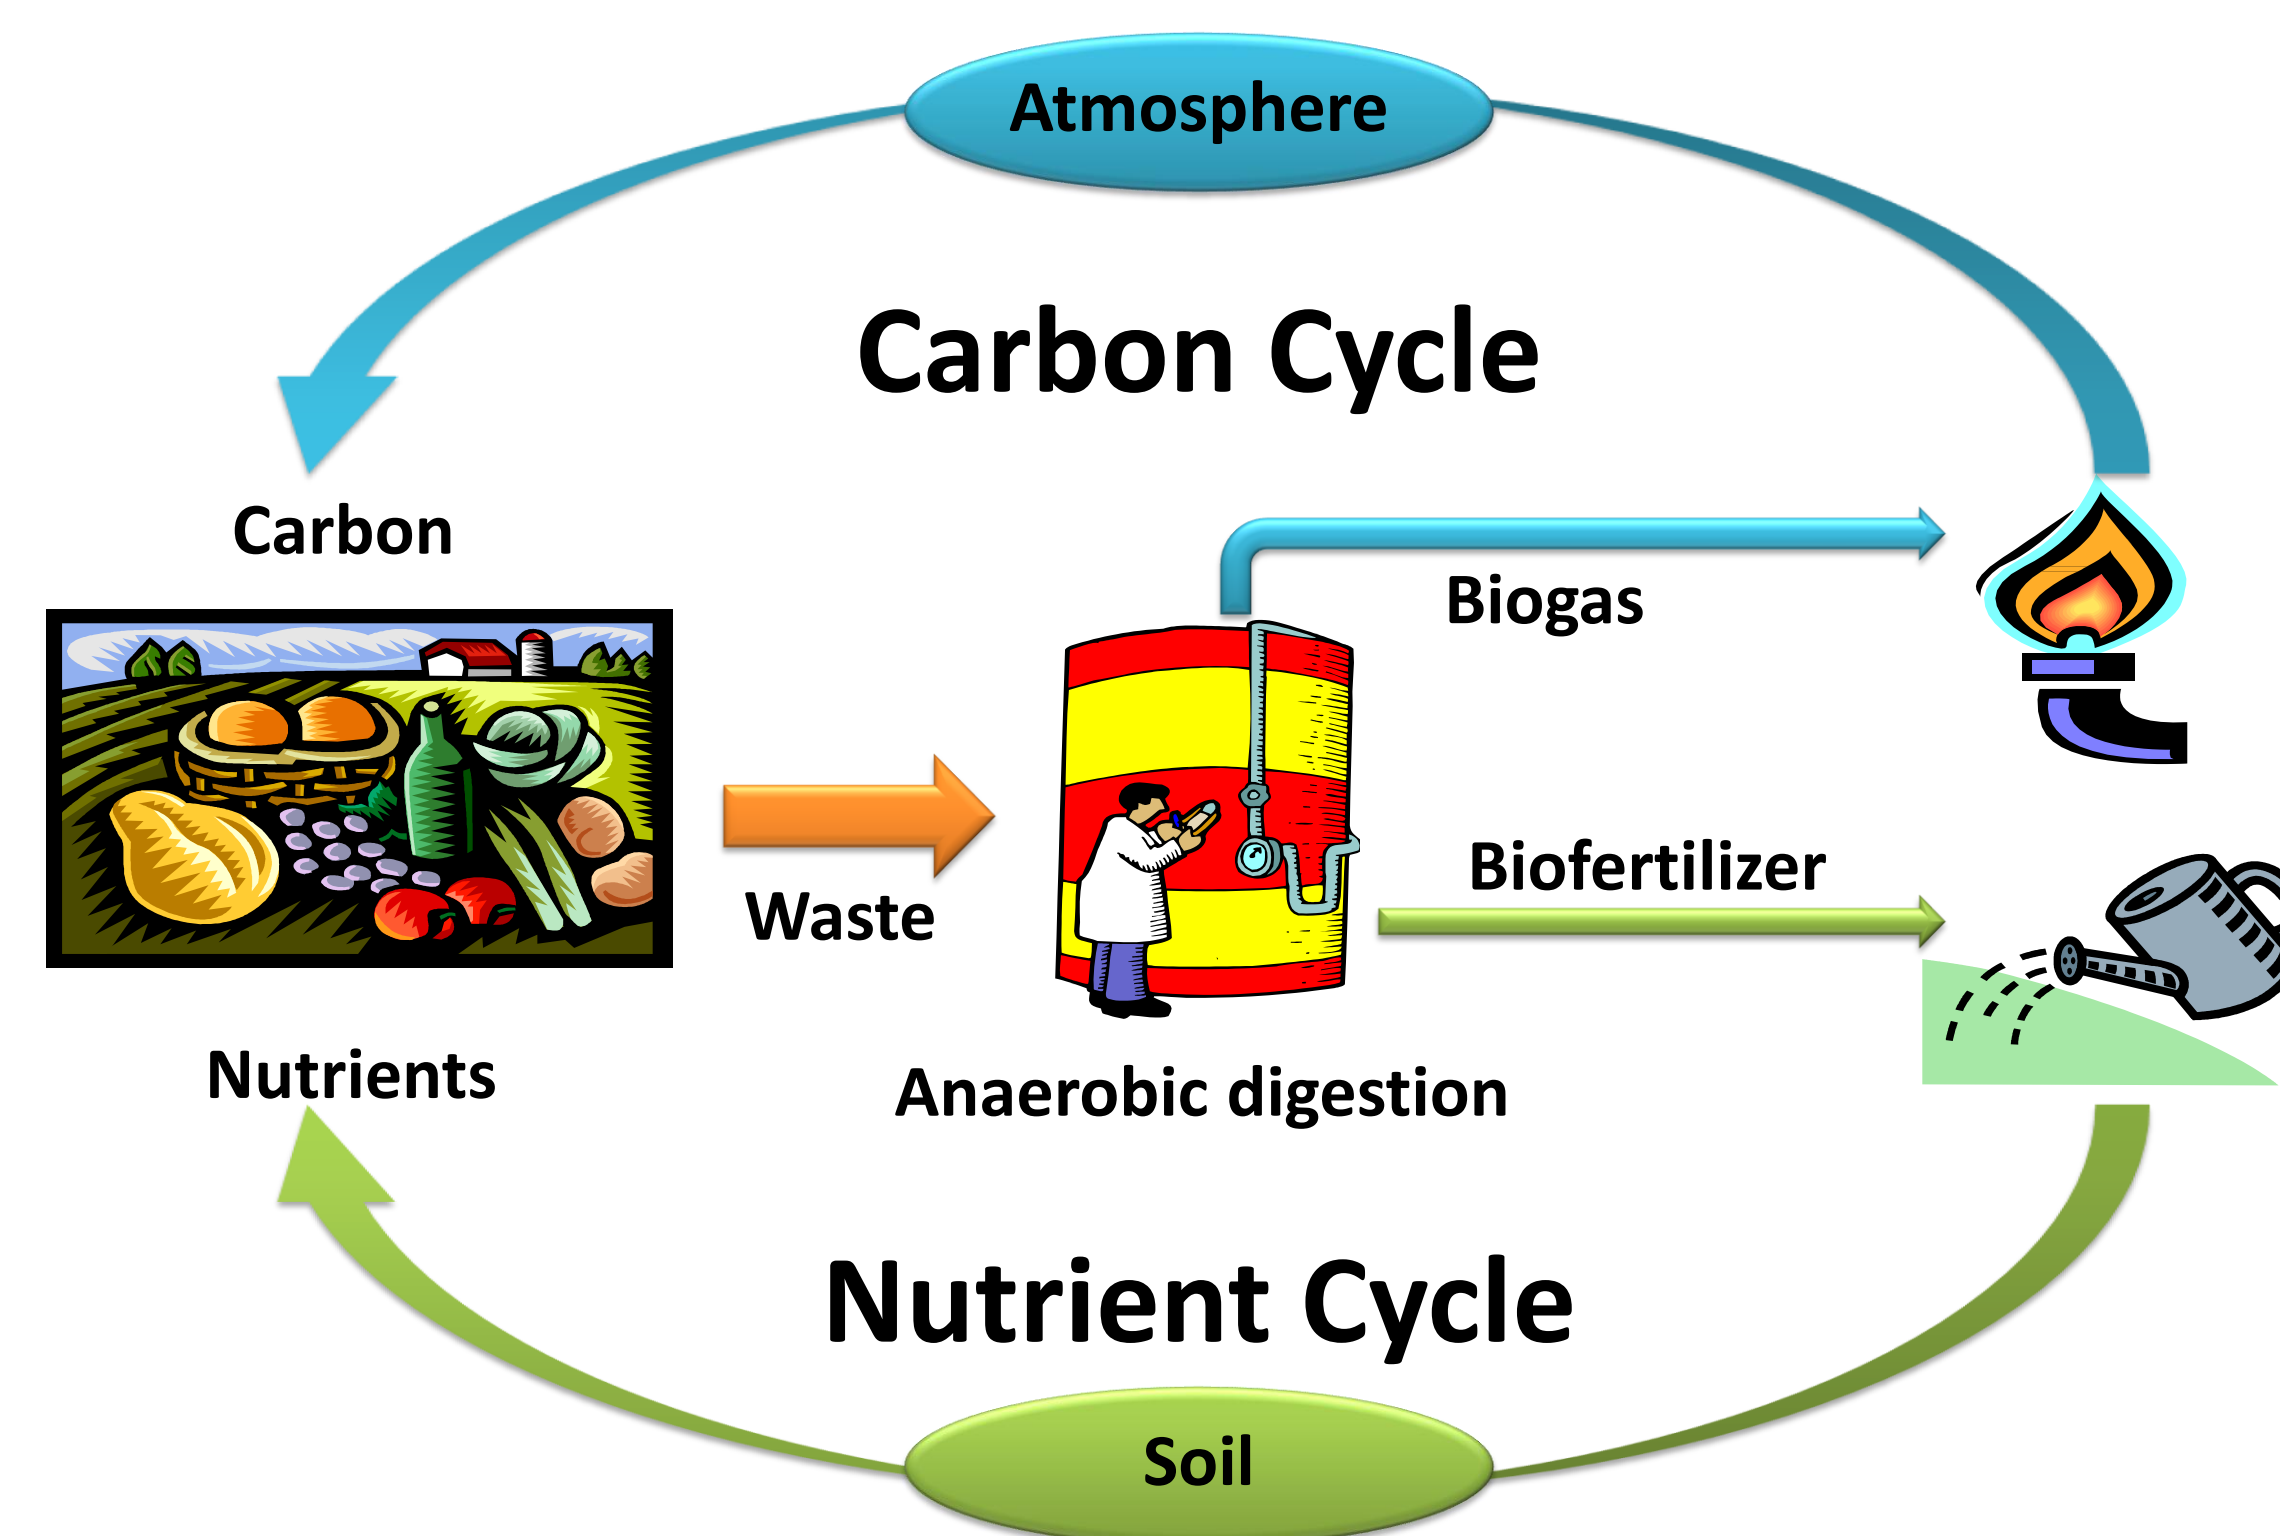 Atmosphere
Carbon Cycle
Carbon
Biogas
Biofertilizer
Waste
Nutrients
Anaerobic digestion
Nutrient Cycle
Soil